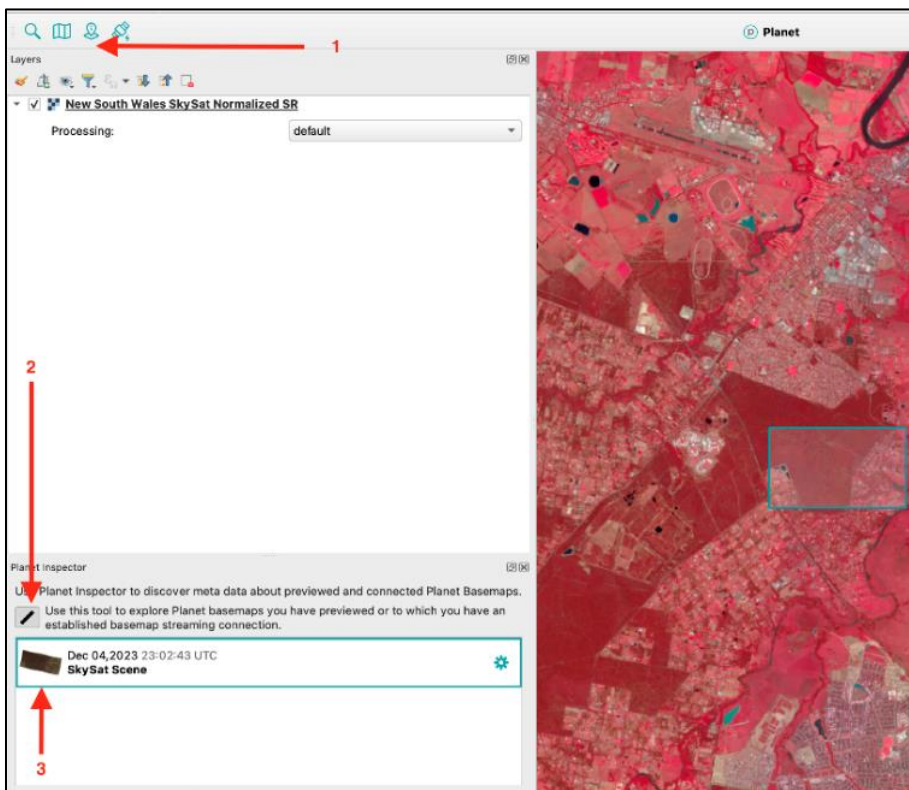 1
Planet
Layers
New South Wales SkySat Normalized SR
Processing:
default
2
Planet Inspector
Use Planet Inspector to discover meta data about previewed and connected Planet Basemaps.
Use this tool to explore Planet basemaps you have previewed or to which you have an
established basemap streaming connection.
Dec 04,2023 23:02:43 UTC
SkySat Scene
3